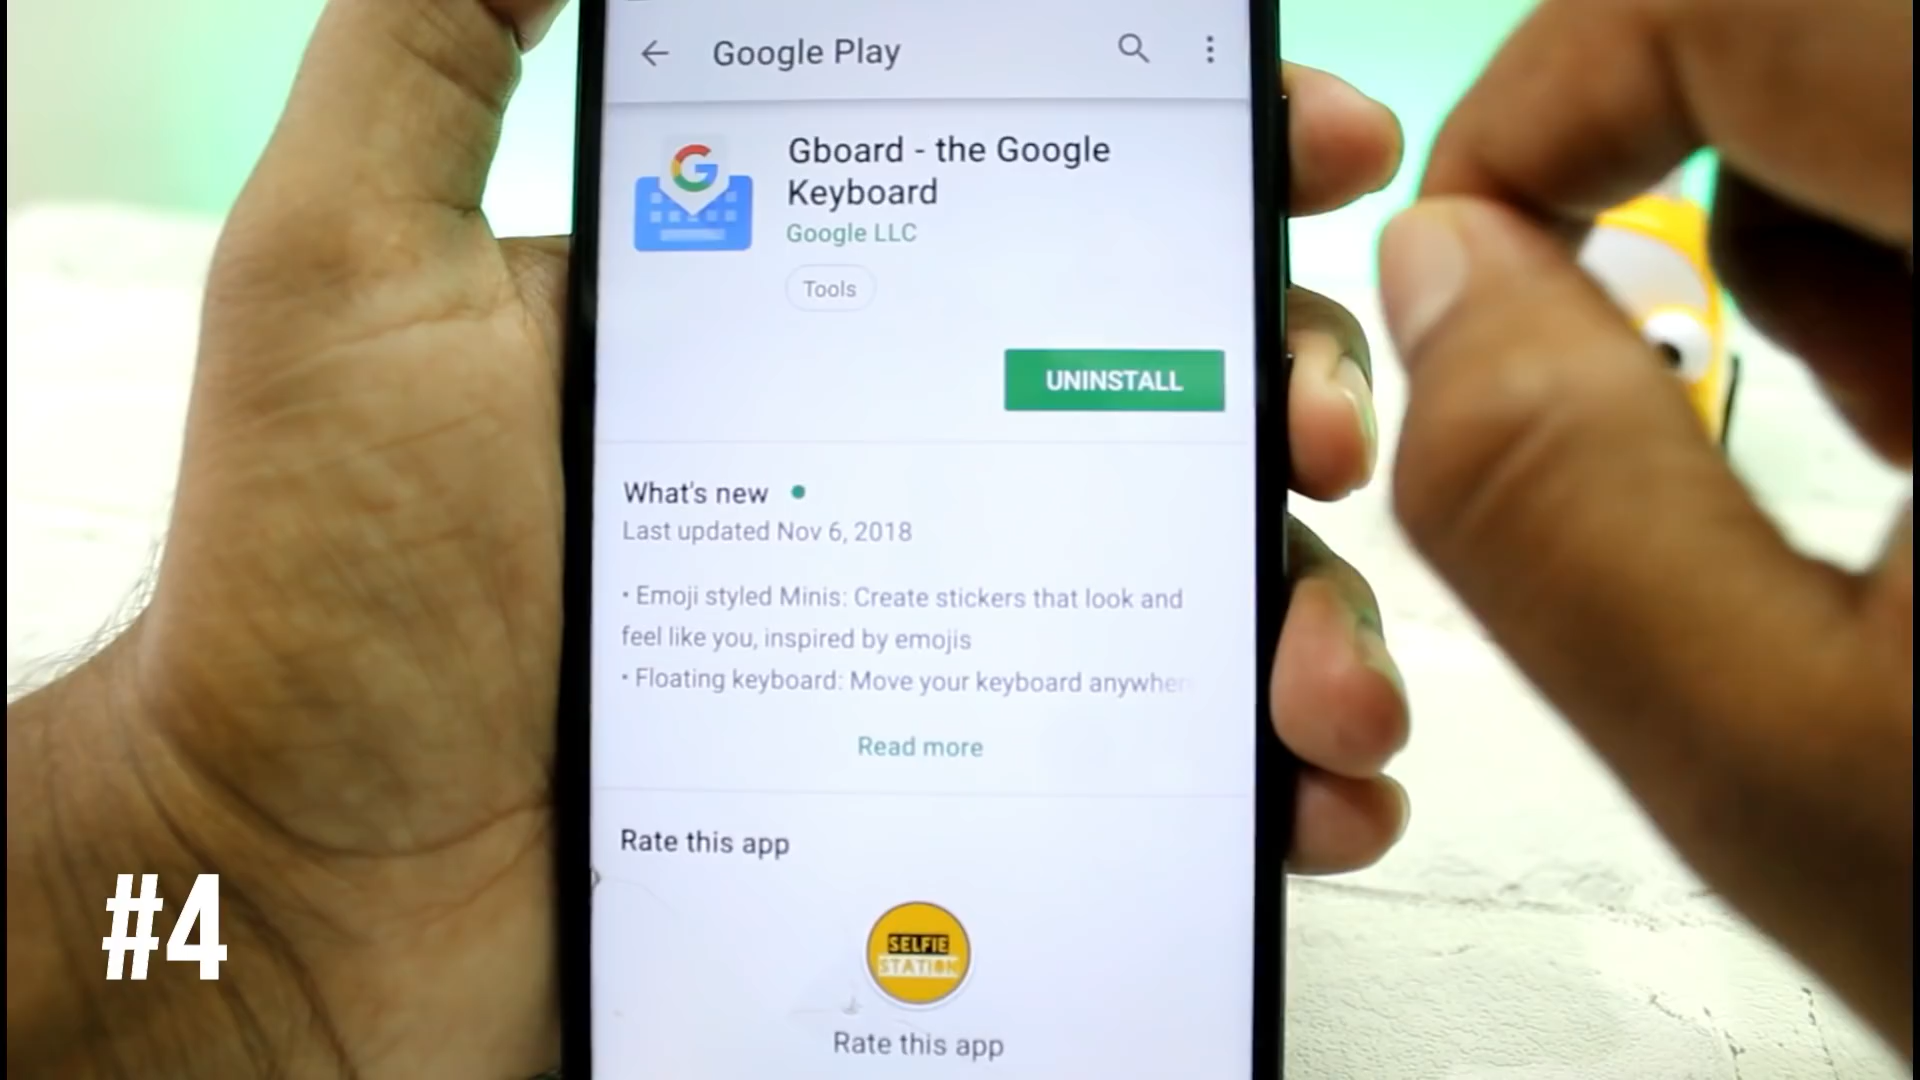 Google Play
Gboard - the Google
Keyboard
Google LLC
Tools
UNINSTALL
What's new
Last updated Nov 6, 2018
• Emoji styled Minis: Create stickers that look and
feel like you, inspired by emojis
• Floating keyboard: Move your keyboard anywher
Read more
Rate this app
#4
SELFIE
STATION
Rate this app